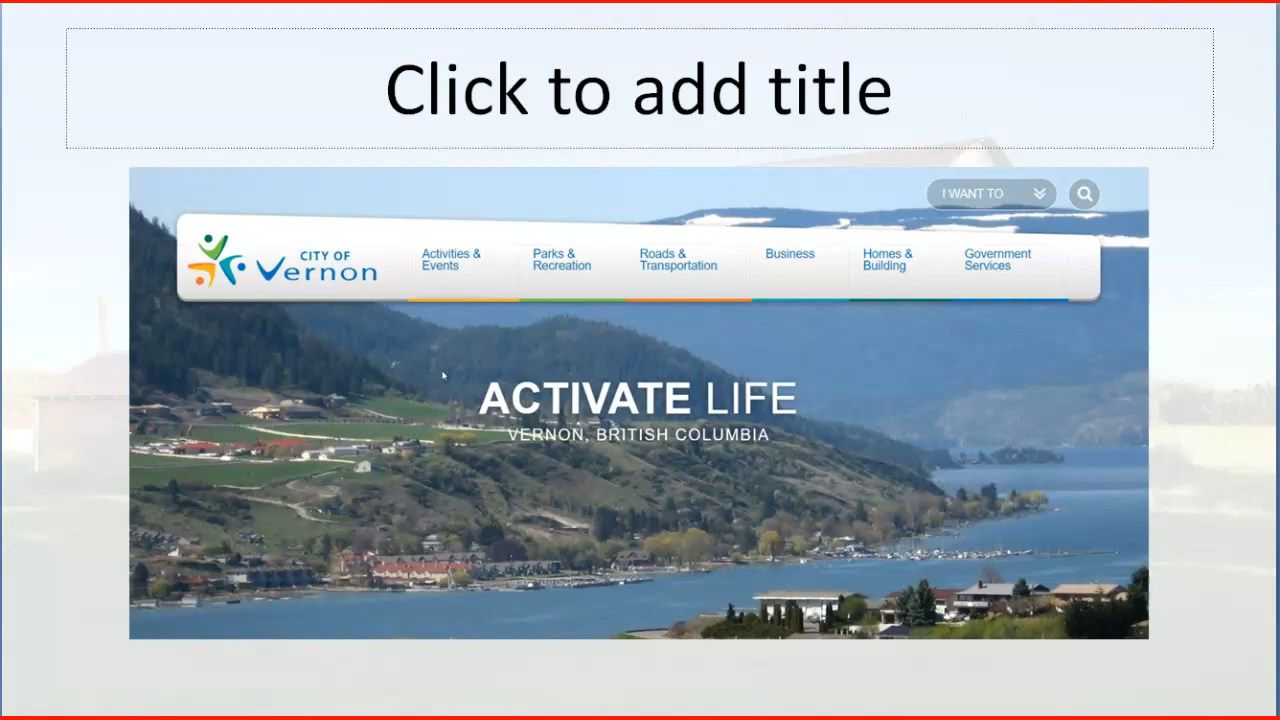 Click to add title
I WANT TO
CITY OF
Vernon
Activities &
Events
Parks &
Recreation
Roads &
Transportation
Business
Homes &
Building
Government
Services
ACTIVATE LIFE
VERNON, BRITISH COLUMBIA